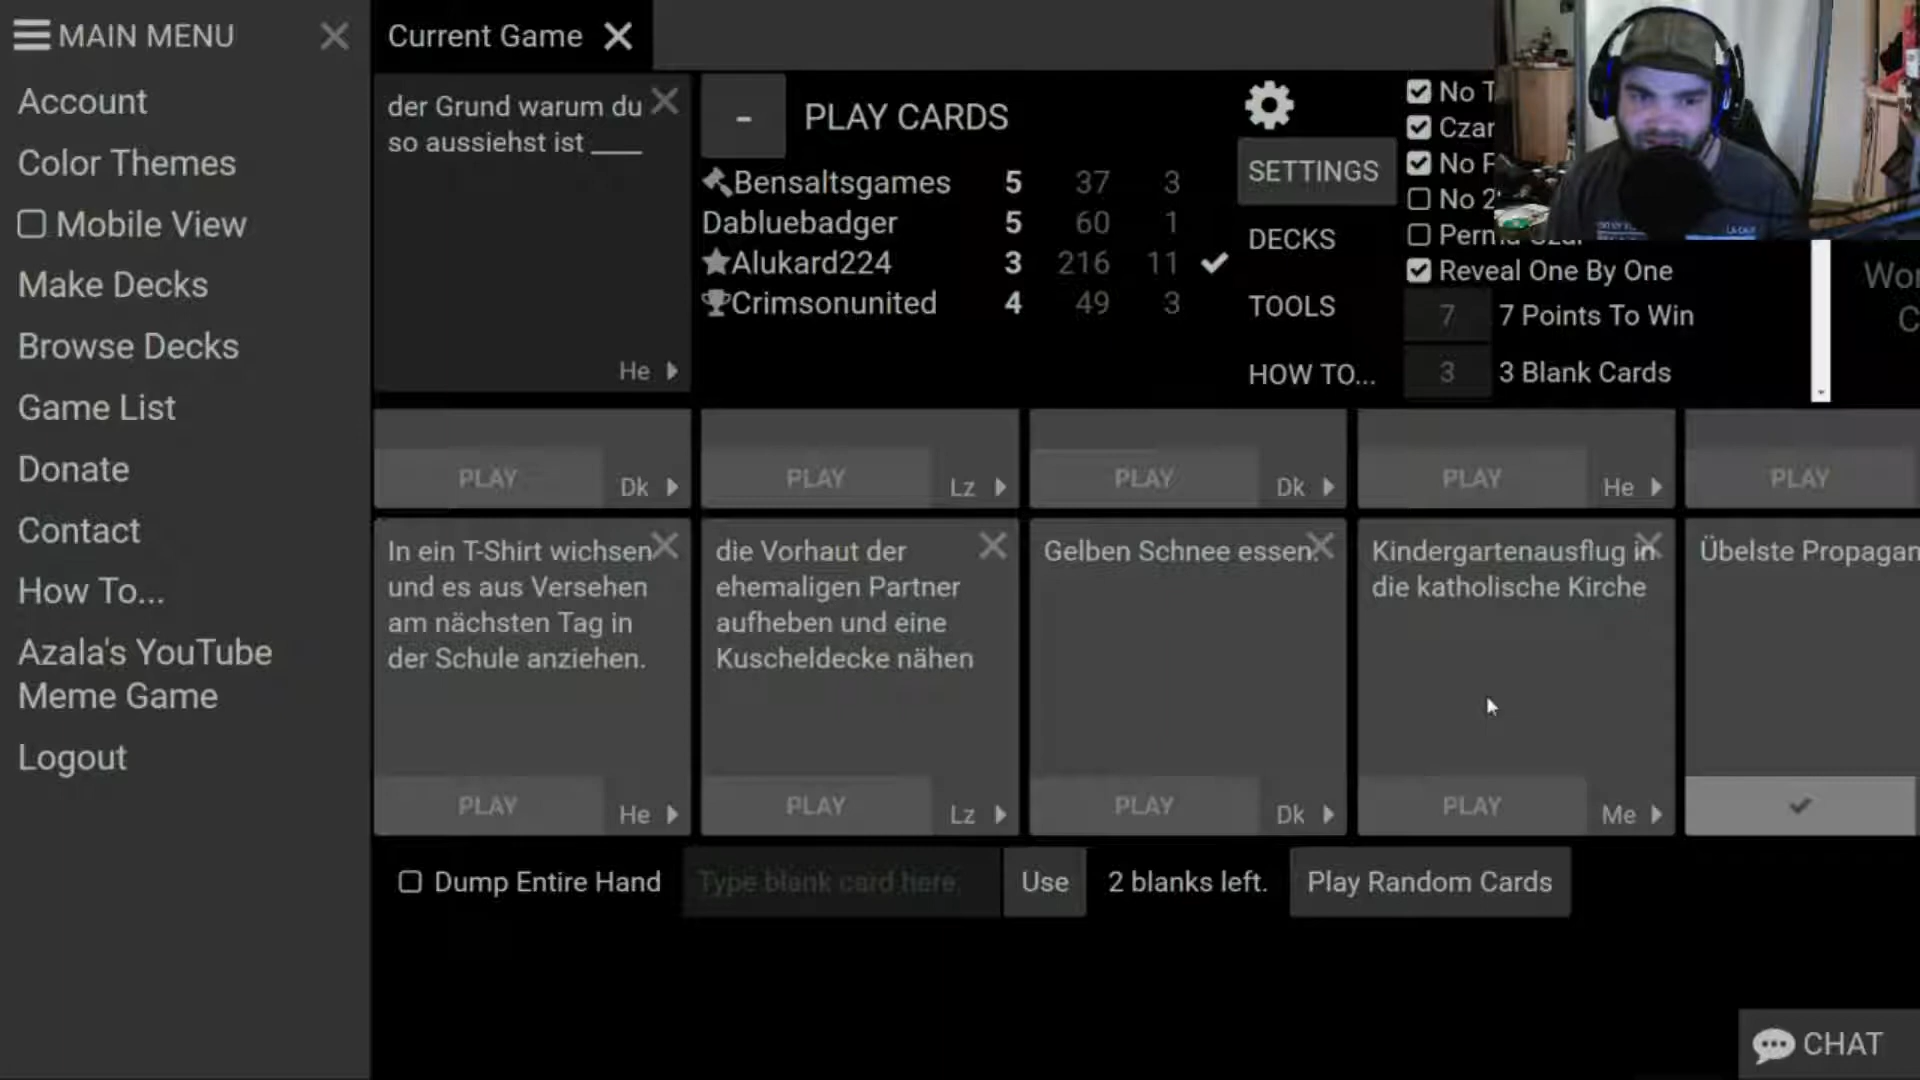 MAIN MENU
Account
Color Themes
Mobile View
Make Decks
Browse Decks
Game List
Donate
Contact
How To...
Azala's YouTube
Meme Game
Logout
Current Game
der Grund warum du
so aussiehst ist ____
He
-
PLAY CARDS
Bensaltsgames 5 37 3
Dabluebadger 5 60 1
Alukard224 3 216 11
Crimsonunited 4 49 3
SETTINGS
DECKS
TOOLS
HOW TO...
No
Czar
No
No 2
Reveal One By One
7 7 Points To Win
3 3 Blank Cards
PLAY Dk
PLAY Lz
PLAY Dk
PLAY He
PLAY
In ein T-Shirt wichsen
und es aus Versehen
am nächsten Tag in
der Schule anziehen.
PLAY He
die Vorhaut der
ehemaligen Partner
aufheben und eine
Kuscheldecke nähen
PLAY Lz
Gelben Schnee essen.
PLAY Dk
Kindergartenausflug in
die katholische Kirche
PLAY Me
Übelste Propagan
Dump Entire Hand
Type blank card here.
Use
2 blanks left.
Play Random Cards
CHAT